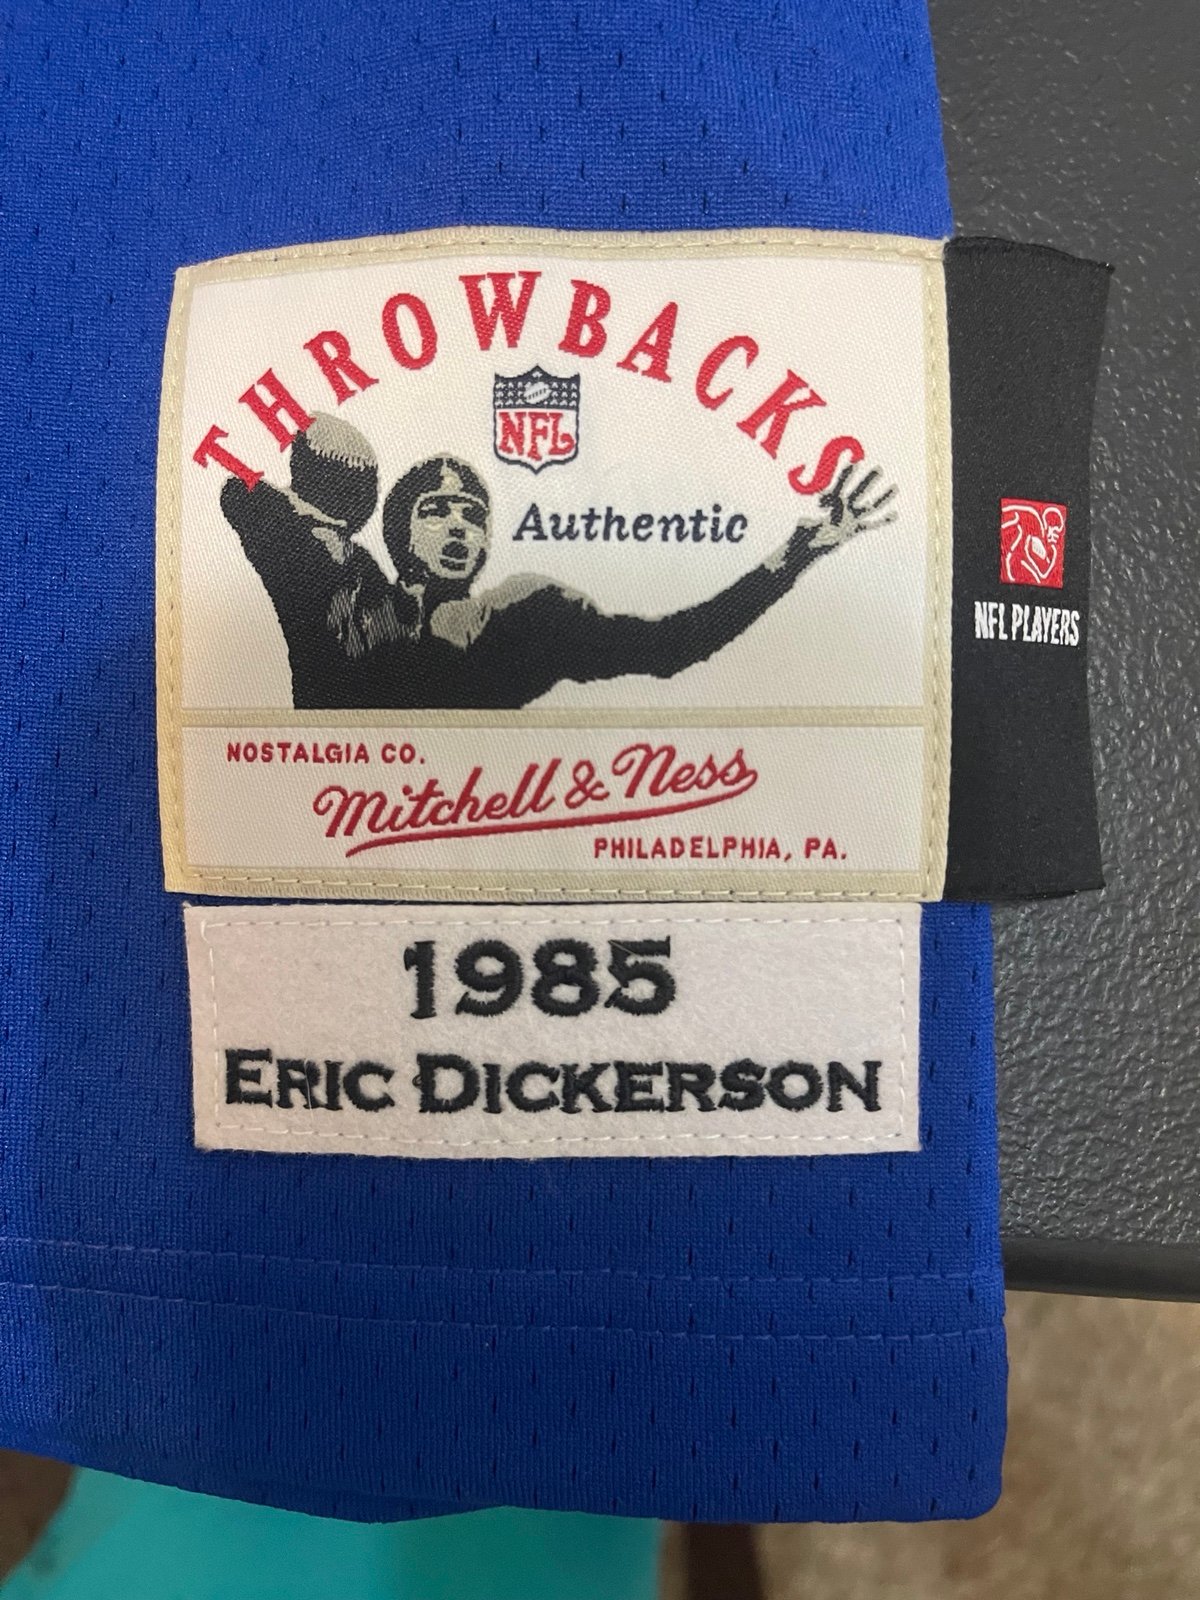 THROWBACKS
NFL
Authentic
NFL PLAYERS
NOSTALGIA CO.
Mitchell & Ness
PHILADELPHIA, PA.
1985
ERIC DICKERSON